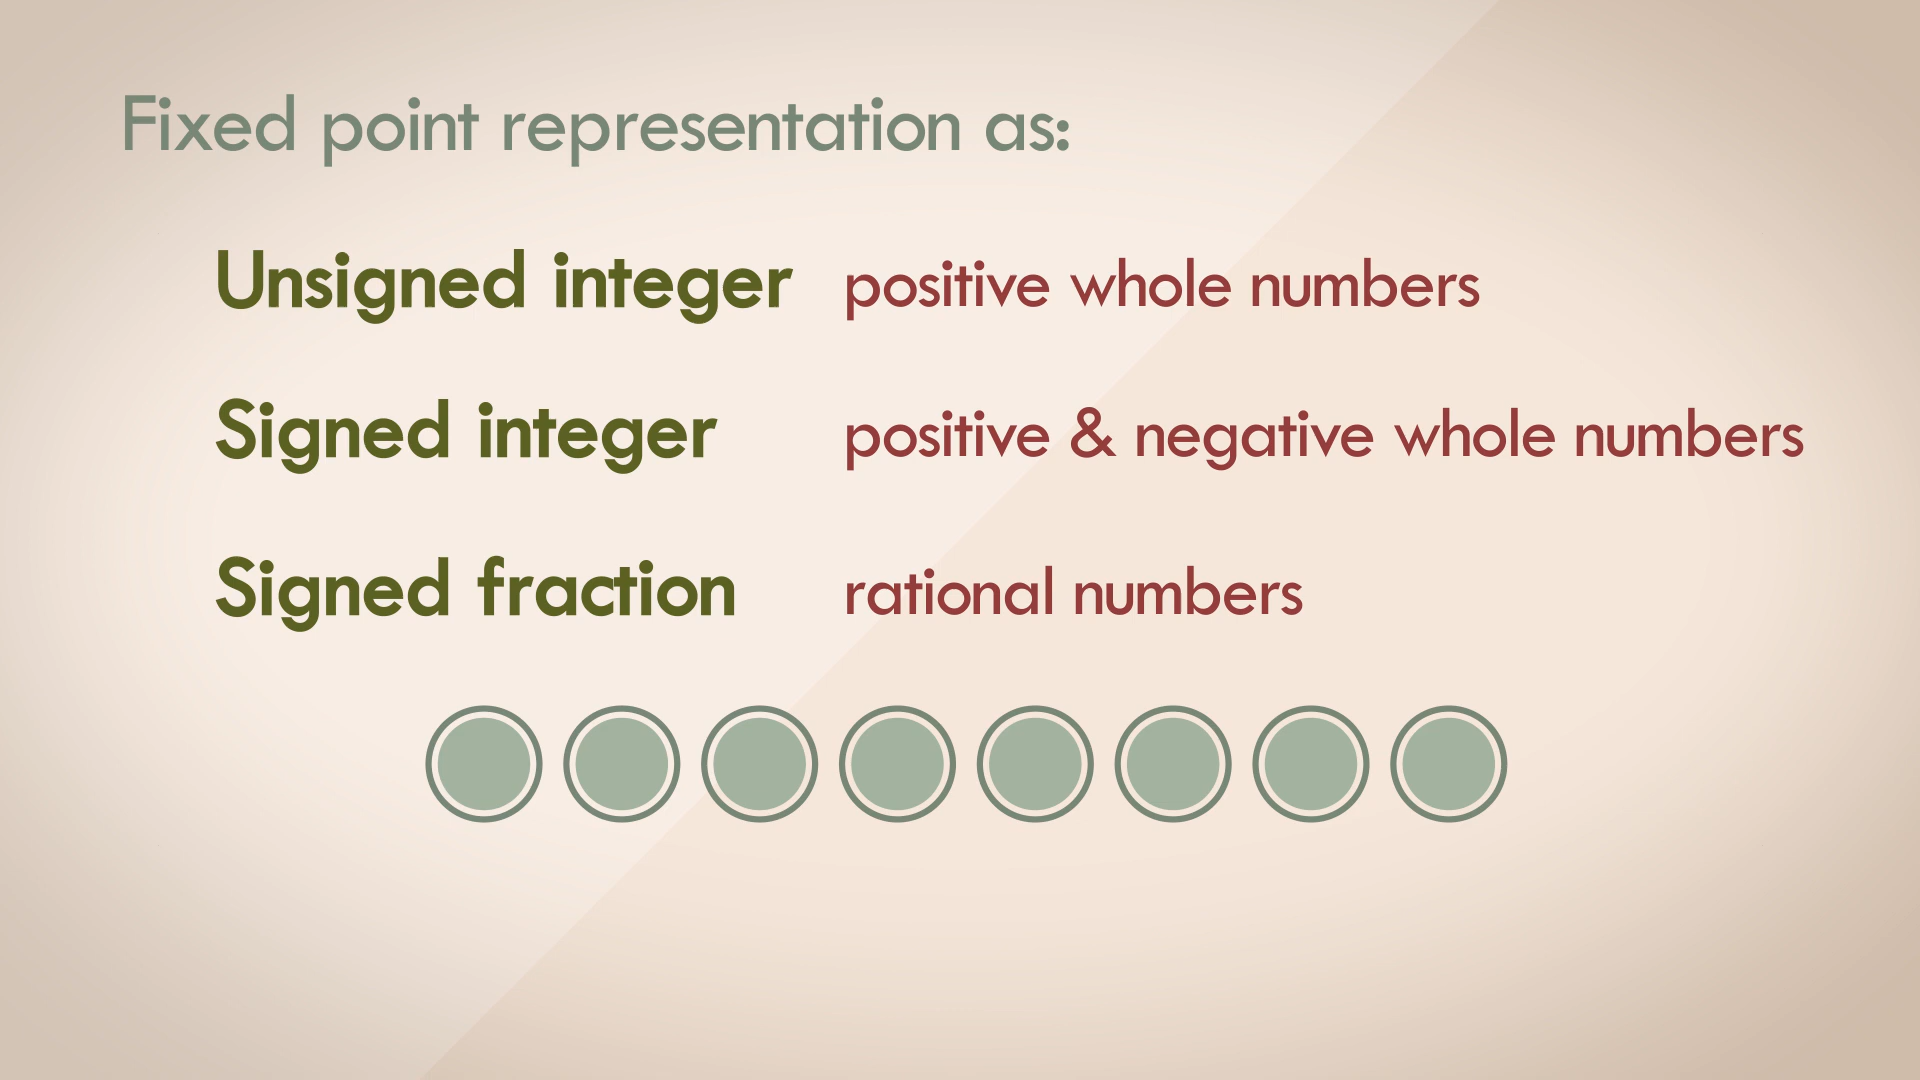 Fixed point representation as:
Unsigned integer positive whole numbers
Signed integer positive & negative whole numbers
Signed fraction rational numbers